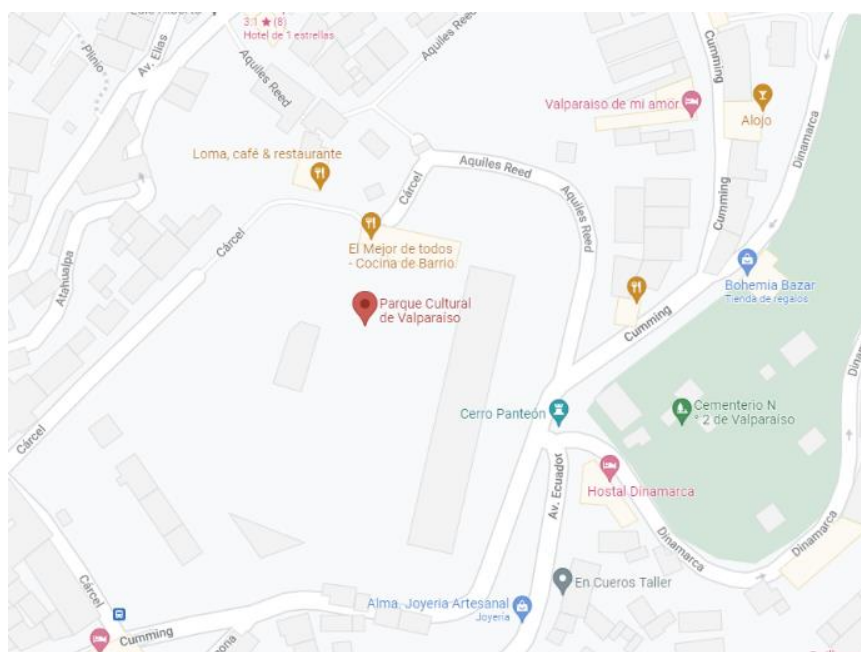 3.1 ★ (8)
Hotel de 1 estrellas
Plinio
Av. Elías
Aquiles Reed
Aquiles Reed
Cumming
Valparaiso de mi amor
Alojo
Dinamarca
Loma, café & restaurante
Aquiles Reed
Cárcel
Aquiles Reed
Cumming
Cárcel
El Mejor de todos
- Cocina de Barrio
Atahualpa
Bohemia Bazar
Tienda de regalos
Parque Cultural
de Valparaíso
Cumming
Dinamarca
Cerro Panteón
Cementerio N
° 2 de Valparaíso
Cárcel
Av. Ecuador
Hostal Dinamarca
Dinamarca
Dinamarca
En Cueros Taller
Cárcel
Alma. Joyeria Artesanal
Joyería
Cumming